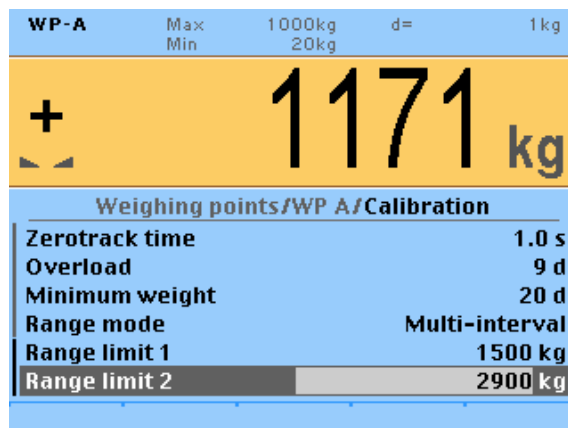 WP-A Max 1000kg d= 1kg
Min 20kg
+ 1171 kg
Weighing points/WP A/Calibration
Zerotrack time 1.0 s
Overload 9 d
Minimum weight 20 d
Range mode Multi-interval
Range limit 1 1500 kg
Range limit 2 2900 kg